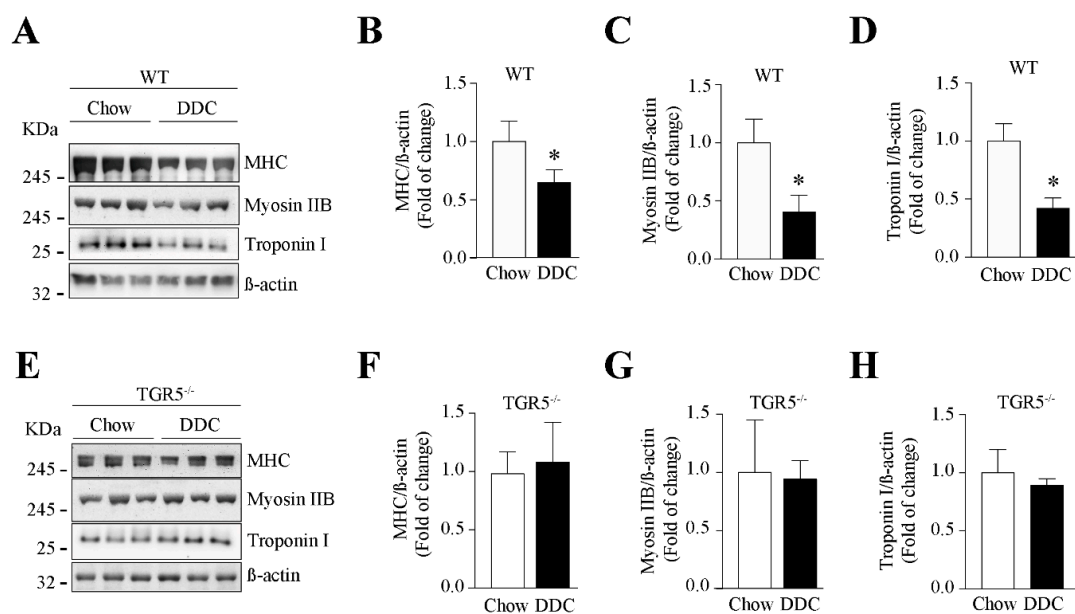 A
WT
Chow DDC
KDa
245 -
MHC
245 -
Myosin IIB
25 -
Troponin I
32 -
ß-actin
B
WT
MHC/ß-actin
(Fold of change)
1.5
1.0
0.5
0.0
*
Chow DDC
C
WT
Myosin IIB/ß-actin
(Fold of change)
1.5
1.0
0.5
0.0
*
Chow DDC
D
WT
Troponin I/ß-actin
(Fold of change)
1.5
1.0
0.5
0.0
*
Chow DDC
E
TGR5-/-
Chow DDC
KDa
245 -
MHC
245 -
Myosin IIB
25 -
Troponin I
32 -
ß-actin
F
TGR5-/-
MHC/ß-actin
(Fold of change)
1.5
1.0
0.5
0.0
Chow DDC
G
TGR5-/-
Myosin IIB/ß-actin
(Fold of change)
1.5
1.0
0.5
0.0
Chow DDC
H
TGR5-/-
Troponin I/ß-actin
(Fold of change)
1.5
1.0
0.5
0.0
Chow DDC